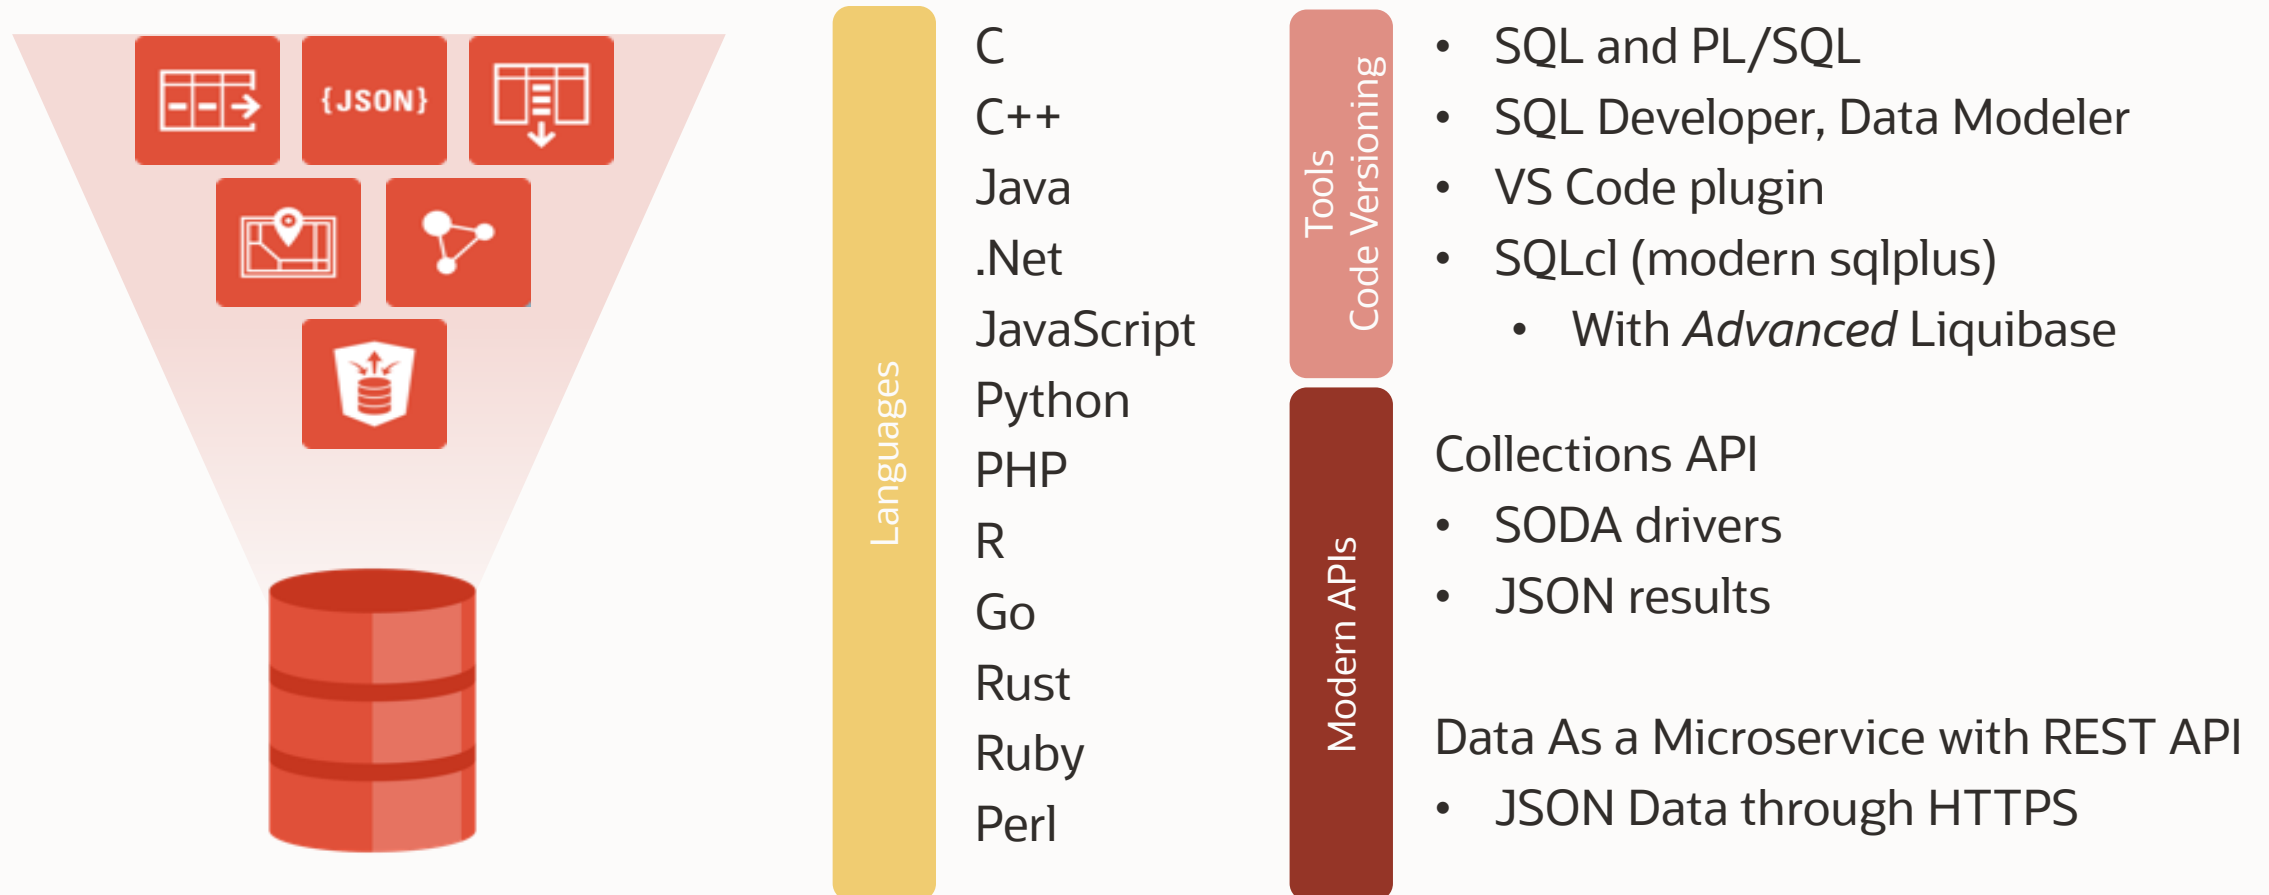 {JSON}
Languages
C
C++
Java
.Net
JavaScript
Python
PHP
R
Go
Rust
Ruby
Perl
Tools
Code Versioning
• SQL and PL/SQL
• SQL Developer, Data Modeler
• VS Code plugin
• SQLcl (modern sqlplus)
• With Advanced Liquibase
Modern APIs
Collections API
• SODA drivers
• JSON results
Data As a Microservice with REST API
• JSON Data through HTTPS